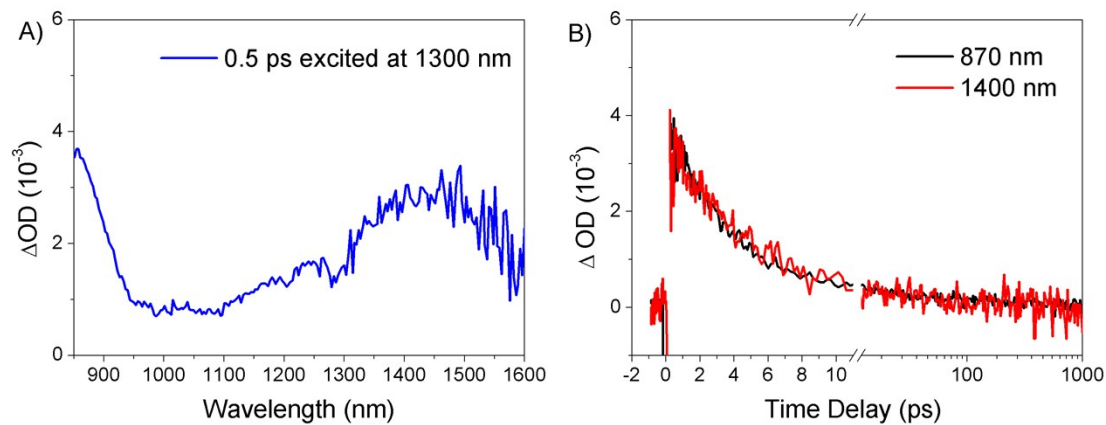 A)
0.5 ps excited at 1300 nm
ΔOD (10⁻³)
6
4
2
0
900 1000 1100 1200 1300 1400 1500 1600
Wavelength (nm)
B)
870 nm
1400 nm
Δ OD (10⁻³)
6
4
2
0
-2 0 2 4 6 8 10 100 1000
Time Delay (ps)